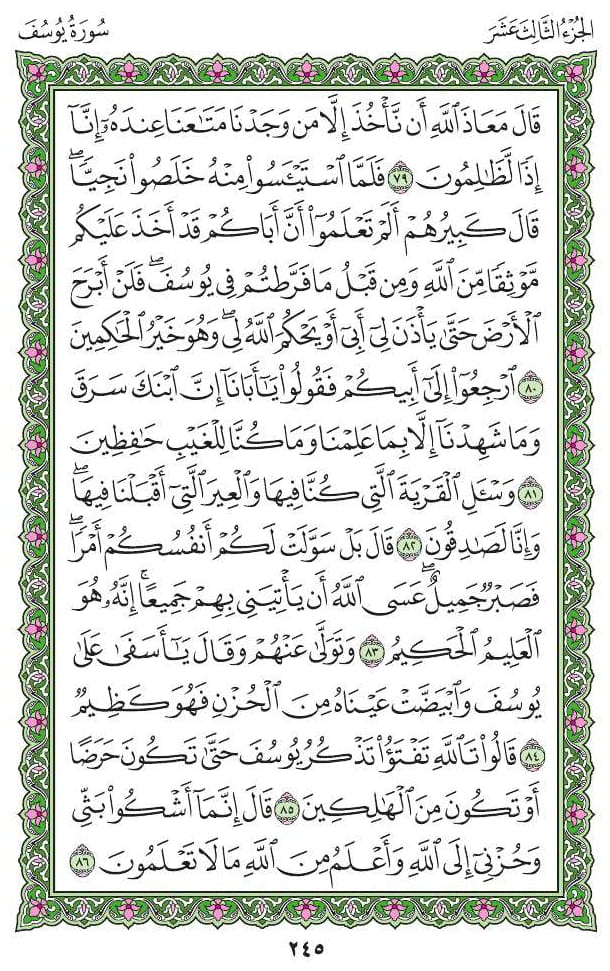 الجزء الثالث عشر
سورة يوسف
قَالَ مَعَاذَ ٱللَّهِ أَن نَّأۡخُذَ إِلَّا مَن وَجَدۡنَا مَتَٰعَنَا عِندَهُۥٓ إِنَّآ
إِذٗا لَّظَٰلِمُونَ ٧٩ فَلَمَّا ٱسۡتَيۡـَٔسُواْ مِنۡهُ خَلَصُواْ نَجِيّٗاۖ
قَالَ كَبِيرُهُمۡ أَلَمۡ تَعۡلَمُوٓاْ أَنَّ أَبَاكُمۡ قَدۡ أَخَذَ عَلَيۡكُم
مَّوۡثِقٗا مِّنَ ٱللَّهِ وَمِن قَبۡلُ مَا فَرَّطتُمۡ فِي يُوسُفَۖ فَلَنۡ أَبۡرَحَ
ٱلۡأَرۡضَ حَتَّىٰ يَأۡذَنَ لِيٓ أَبِيٓ أَوۡ يَحۡكُمَ ٱللَّهُ لِيۖ وَهُوَ خَيۡرُ ٱلۡحَٰكِمِينَ
٨٠ ٱرۡجِعُوٓاْ إِلَىٰٓ أَبِيكُمۡ فَقُولُواْ يَٰٓأَبَانَآ إِنَّ ٱبۡنَكَ سَرَقَ
وَمَا شَهِدۡنَآ إِلَّا بِمَا عَلِمۡنَا وَمَا كُنَّا لِلۡغَيۡبِ حَٰفِظِينَ
٨١ وَسۡـَٔلِ ٱلۡقَرۡيَةَ ٱلَّتِي كُنَّا فِيهَا وَٱلۡعِيرَ ٱلَّتِيٓ أَقۡبَلۡنَا فِيهَاۖ
وَإِنَّا لَصَٰدِقُونَ ٨٢ قَالَ بَلۡ سَوَّلَتۡ لَكُمۡ أَنفُسُكُمۡ أَمۡرٗاۖ
فَصَبۡرٞ جَمِيلٌۖ عَسَى ٱللَّهُ أَن يَأۡتِيَنِي بِهِمۡ جَمِيعًاۚ إِنَّهُۥ هُوَ
ٱلۡعَلِيمُ ٱلۡحَكِيمُ ٨٣ وَتَوَلَّىٰ عَنۡهُمۡ وَقَالَ يَٰٓأَسَفَىٰ عَلَىٰ
يُوسُفَ وَٱبۡيَضَّتۡ عَيۡنَاهُ مِنَ ٱلۡحُزۡنِ فَهُوَ كَظِيمٞ
٨٤ قَالُواْ تَٱللَّهِ تَفۡتَؤُاْ تَذۡكُرُ يُوسُفَ حَتَّىٰ تَكُونَ حَرَضًا
أَوۡ تَكُونَ مِنَ ٱلۡهَٰلِكِينَ ٨٥ قَالَ إِنَّمَآ أَشۡكُواْ بَثِّي
وَحُزۡنِيٓ إِلَى ٱللَّهِ وَأَعۡلَمُ مِنَ ٱللَّهِ مَا لَا تَعۡلَمُونَ ٨٦
٢٤٥